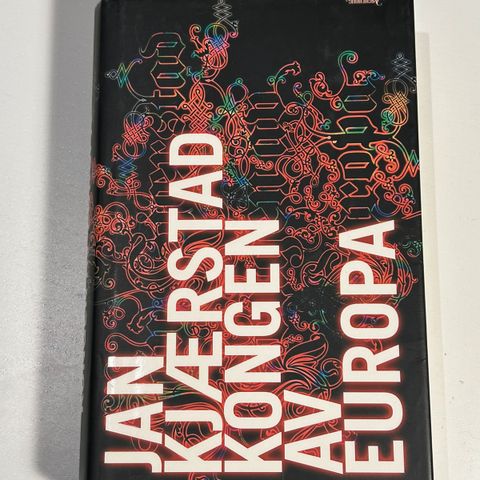 JAN
KJÆRSTAD
KONGEN
AV
EUROPA